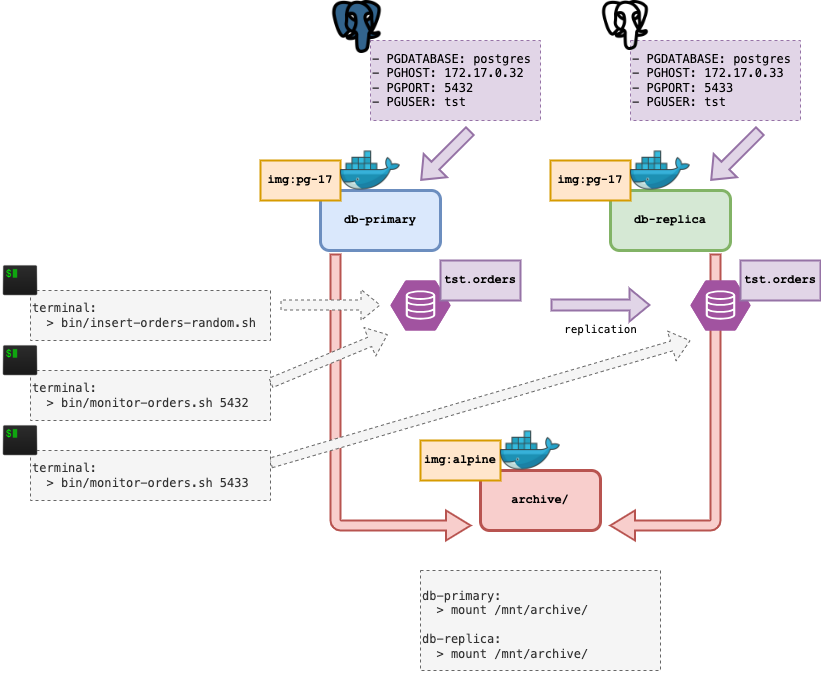 - PGDATABASE: postgres
- PGHOST: 172.17.0.32
- PGPORT: 5432
- PGUSER: tst
- PGDATABASE: postgres
- PGHOST: 172.17.0.33
- PGPORT: 5433
- PGUSER: tst
img:pg-17
db-primary
img:pg-17
db-replica
tst.orders
tst.orders
replication
$
terminal:
> bin/insert-orders-random.sh
$
terminal:
> bin/monitor-orders.sh 5432
$
terminal:
> bin/monitor-orders.sh 5433
img:alpine
archive/
db-primary:
> mount /mnt/archive/
db-replica:
> mount /mnt/archive/